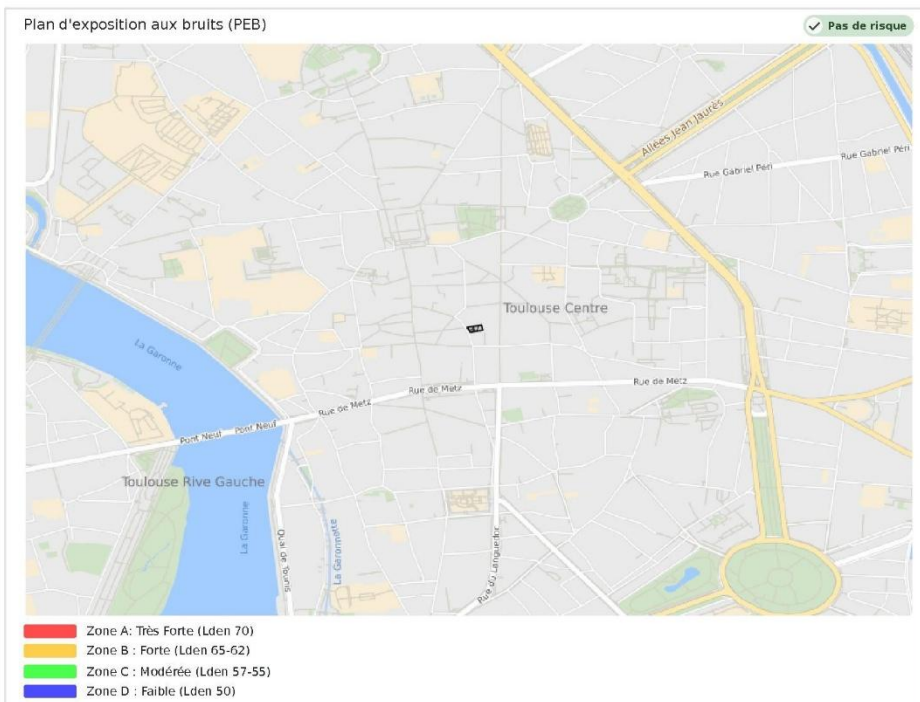 Plan d'exposition aux bruits (PEB)
Pas de risque
Allées Jean Jaurès
Rue Gabriel Péri
Rue Gabriel Péri
Toulouse Centre
La Garonne
Rue de Metz
Rue de Metz
Rue de Metz
Pont Neuf
Pont Neuf
Toulouse Rive Gauche
La Garonne
Quai de Tounis
La Garonnette
Rue du Languedoc
Zone A: Très Forte (Lden 70)
Zone B : Forte (Lden 65-62)
Zone C : Modérée (Lden 57-55)
Zone D : Faible (Lden 50)